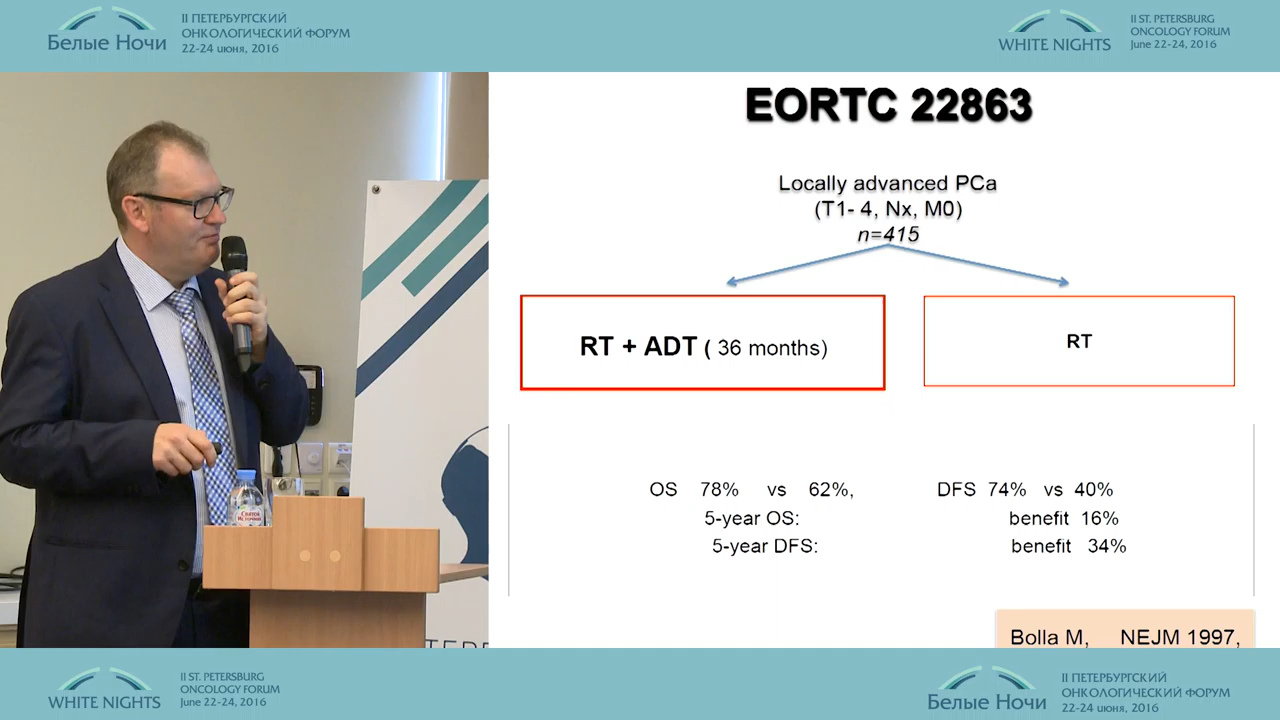 Белые Ночи
II ПЕТЕРБУРГСКИЙ
ОНКОЛОГИЧЕСКИЙ ФОРУМ
22-24 июня, 2016
WHITE NIGHTS
II ST. PETERSBURG
ONCOLOGY FORUM
June 22-24, 2016
EORTC 22863
Locally advanced PCa
(T1- 4, Nx, M0)
n=415
RT + ADT ( 36 months)
RT
OS 78% vs 62%, DFS 74% vs 40%
5-year OS: benefit 16%
5-year DFS: benefit 34%
Bolla M, NEJM 1997,
Святой
Источник
WHITE NIGHTS
II ST. PETERSBURG
ONCOLOGY FORUM
June 22-24, 2016
Белые Ночи
II ПЕТЕРБУРГСКИЙ
ОНКОЛОГИЧЕСКИЙ ФОРУМ
22-24 июня, 2016